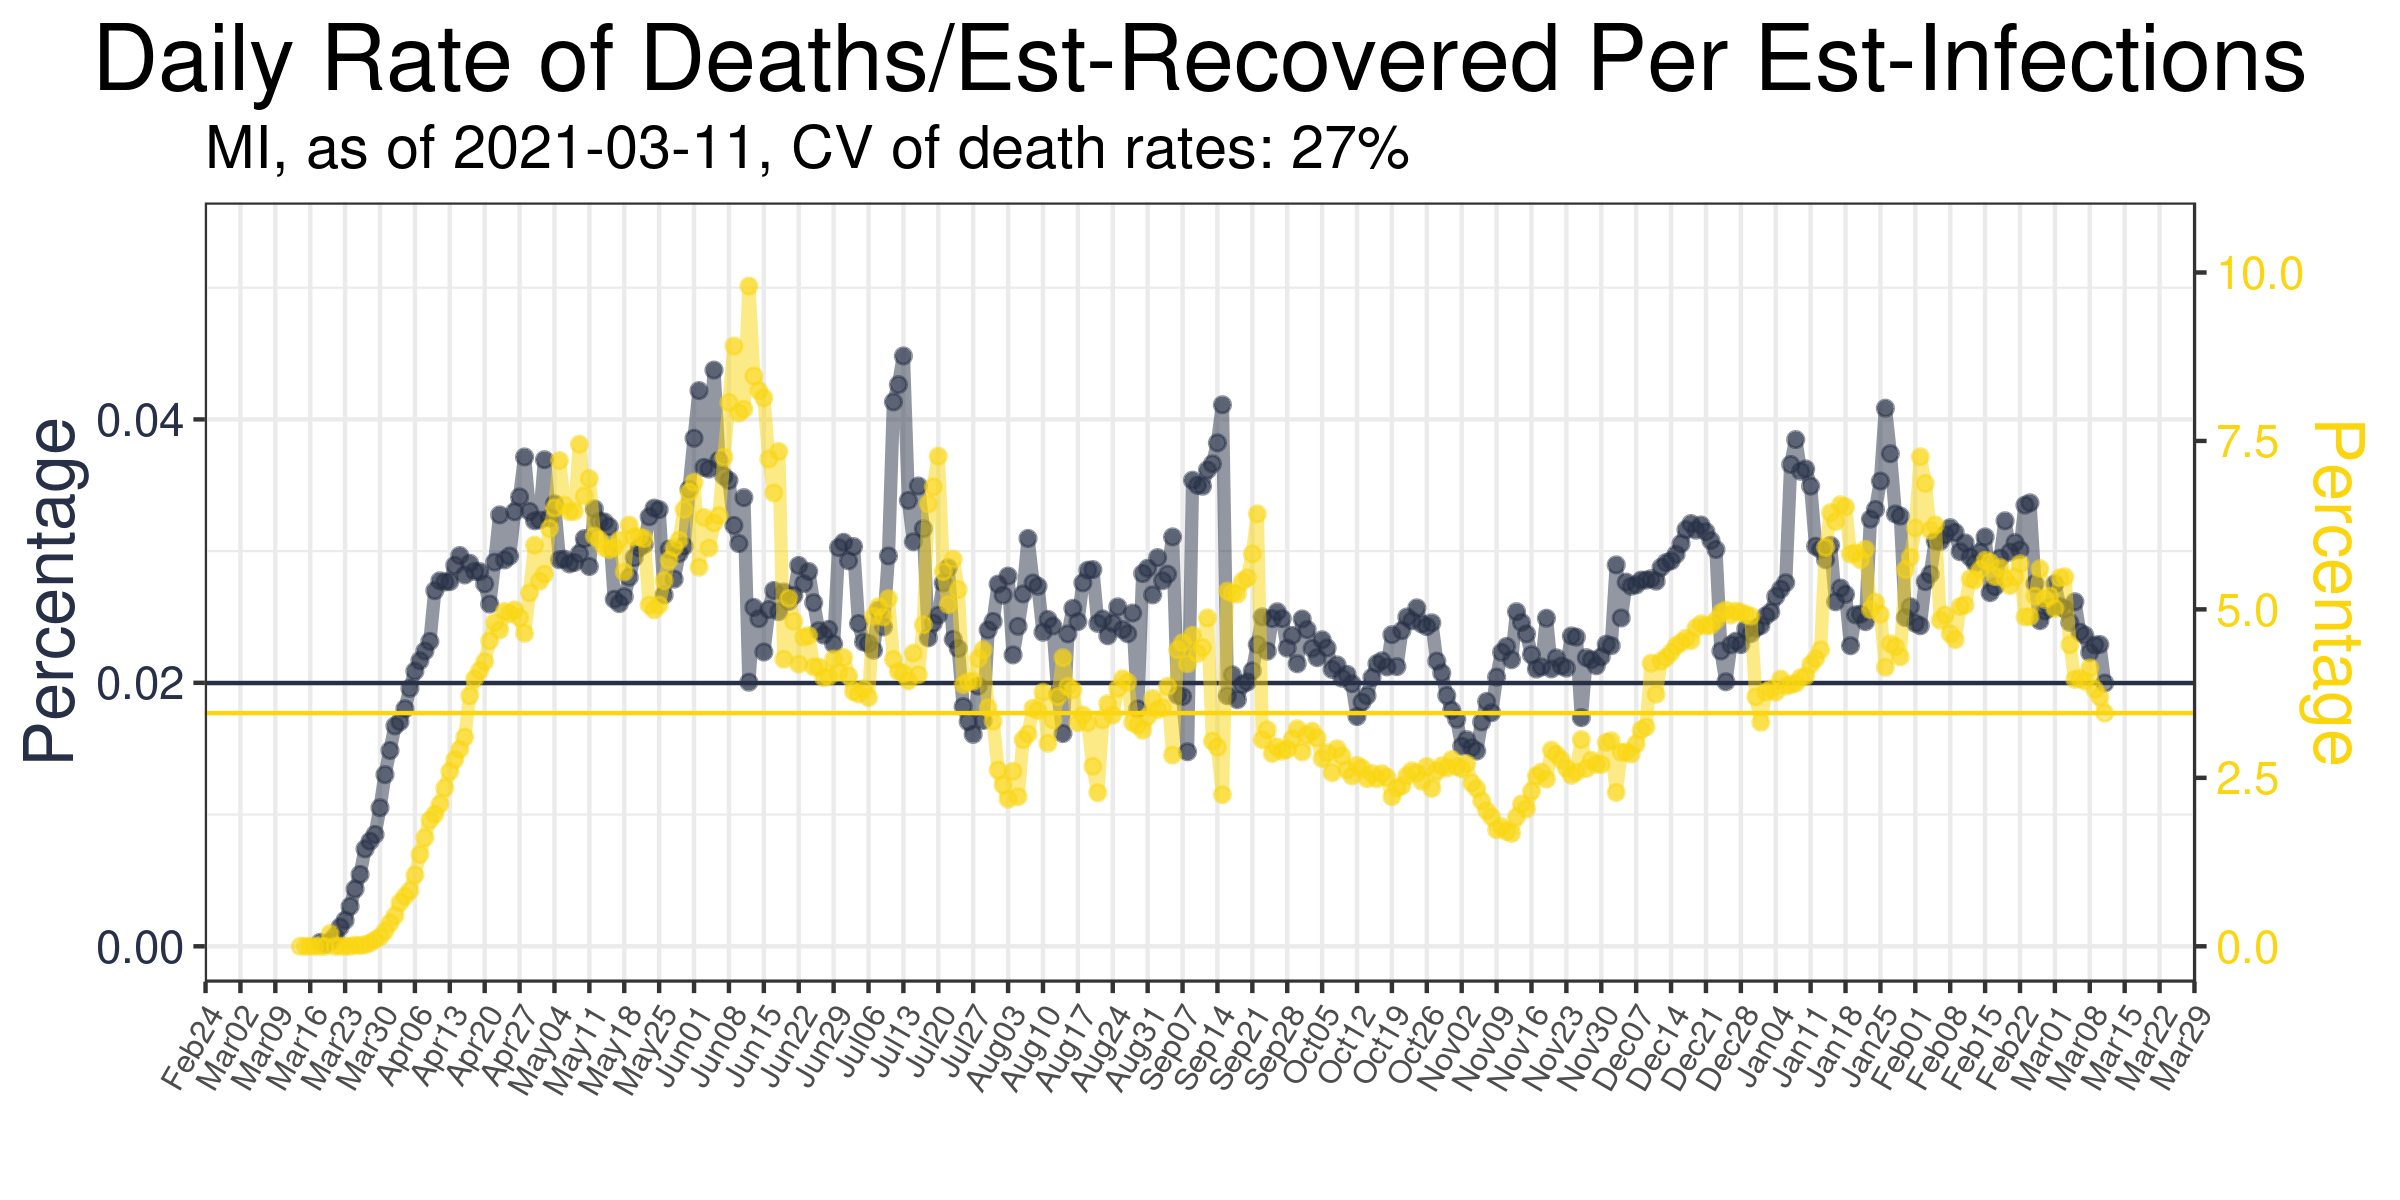 Daily Rate of Deaths/Est-Recovered Per Est-Infections
MI, as of 2021-03-11, CV of death rates: 27%
Percentage
0.04
0.02
0.00
10.0
7.5
5.0
2.5
0.0
Percentage
Feb24 Mar02 Mar09 Mar16 Mar23 Mar30 Apr06 Apr13 Apr20 Apr27 May04 May11 May18 May25 Jun01 Jun08 Jun15 Jun22 Jun29 Jul06 Jul13 Jul20 Jul27 Aug03 Aug10 Aug17 Aug24 Aug31 Sep07 Sep14 Sep21 Sep28 Oct05 Oct12 Oct19 Oct26 Nov02 Nov09 Nov16 Nov23 Nov30 Dec07 Dec14 Dec21 Dec28 Jan04 Jan11 Jan18 Jan25 Feb01 Feb08 Feb15 Feb22 Mar01 Mar08 Mar15 Mar22 Mar29